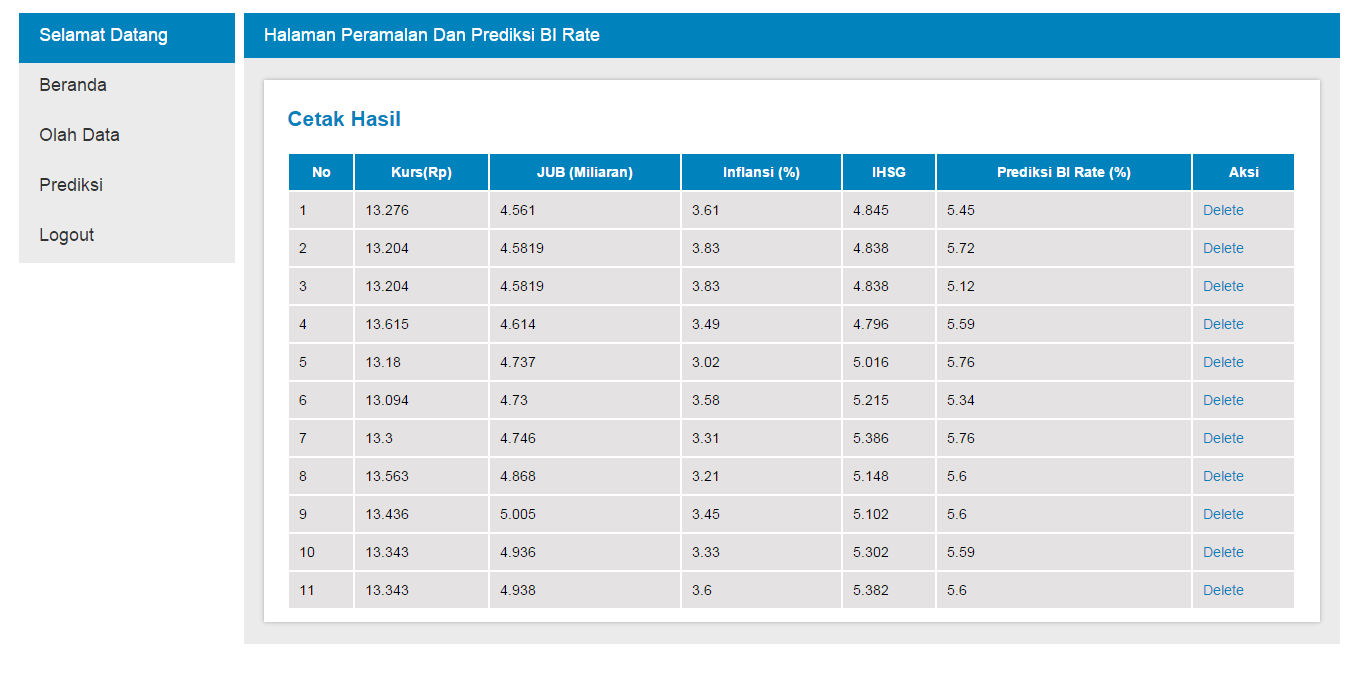 Selamat Datang
Beranda
Olah Data
Prediksi
Logout
Halaman Peramalan Dan Prediksi BI Rate
Cetak Hasil
No Kurs(Rp) JUB (Miliaran) Inflansi (%) IHSG Prediksi BI Rate (%) Aksi
1 13.276 4.561 3.61 4.845 5.45 Delete
2 13.204 4.5819 3.83 4.838 5.72 Delete
3 13.204 4.5819 3.83 4.838 5.12 Delete
4 13.615 4.614 3.49 4.796 5.59 Delete
5 13.18 4.737 3.02 5.016 5.76 Delete
6 13.094 4.73 3.58 5.215 5.34 Delete
7 13.3 4.746 3.31 5.386 5.76 Delete
8 13.563 4.868 3.21 5.148 5.6 Delete
9 13.436 5.005 3.45 5.102 5.6 Delete
10 13.343 4.936 3.33 5.302 5.59 Delete
11 13.343 4.938 3.6 5.382 5.6 Delete